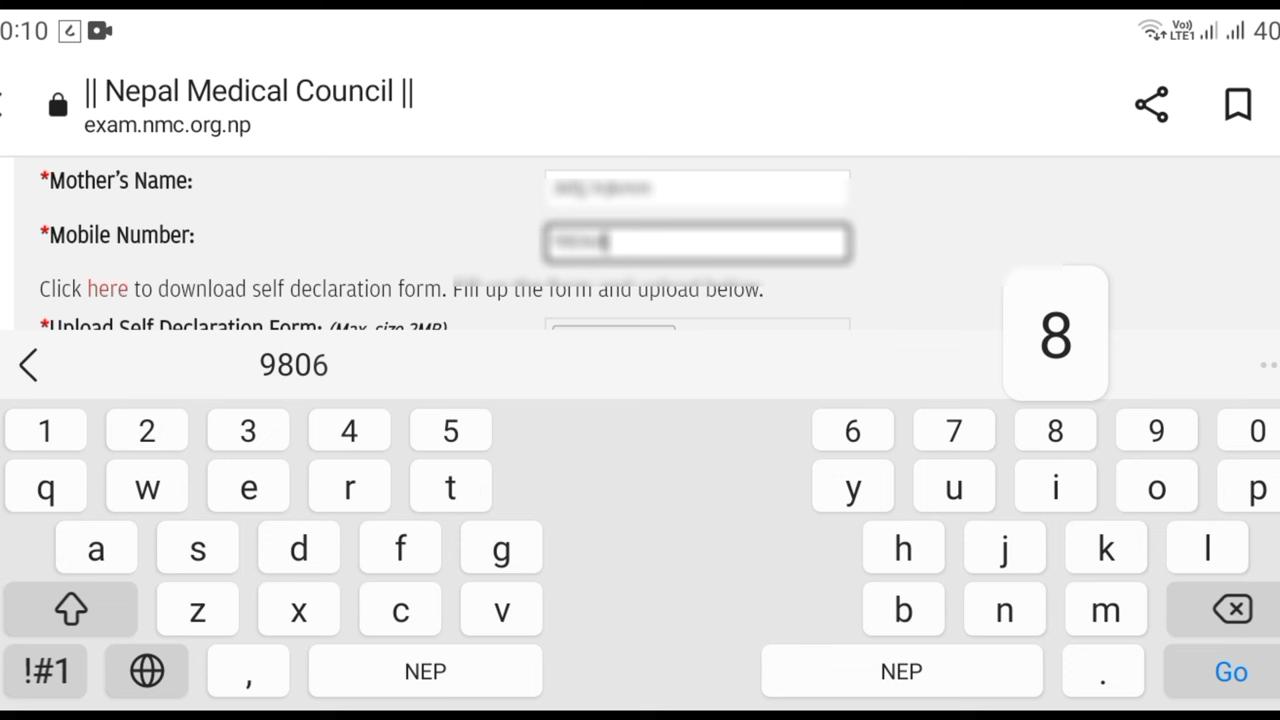 0:10 Vo)) LTE1 40
|| Nepal Medical Council ||
exam.nmc.org.np
*Mother's Name:
*Mobile Number:
Click here to download self declaration form. Fill up the form and upload below.
*Upload Self Declaration Form: (Max. size 2MB)
9806
8
1 2 3 4 5 6 7 8 9 0
q w e r t y u i o p
a s d f g h j k l
z x c v b n m
!#1 , NEP NEP . Go